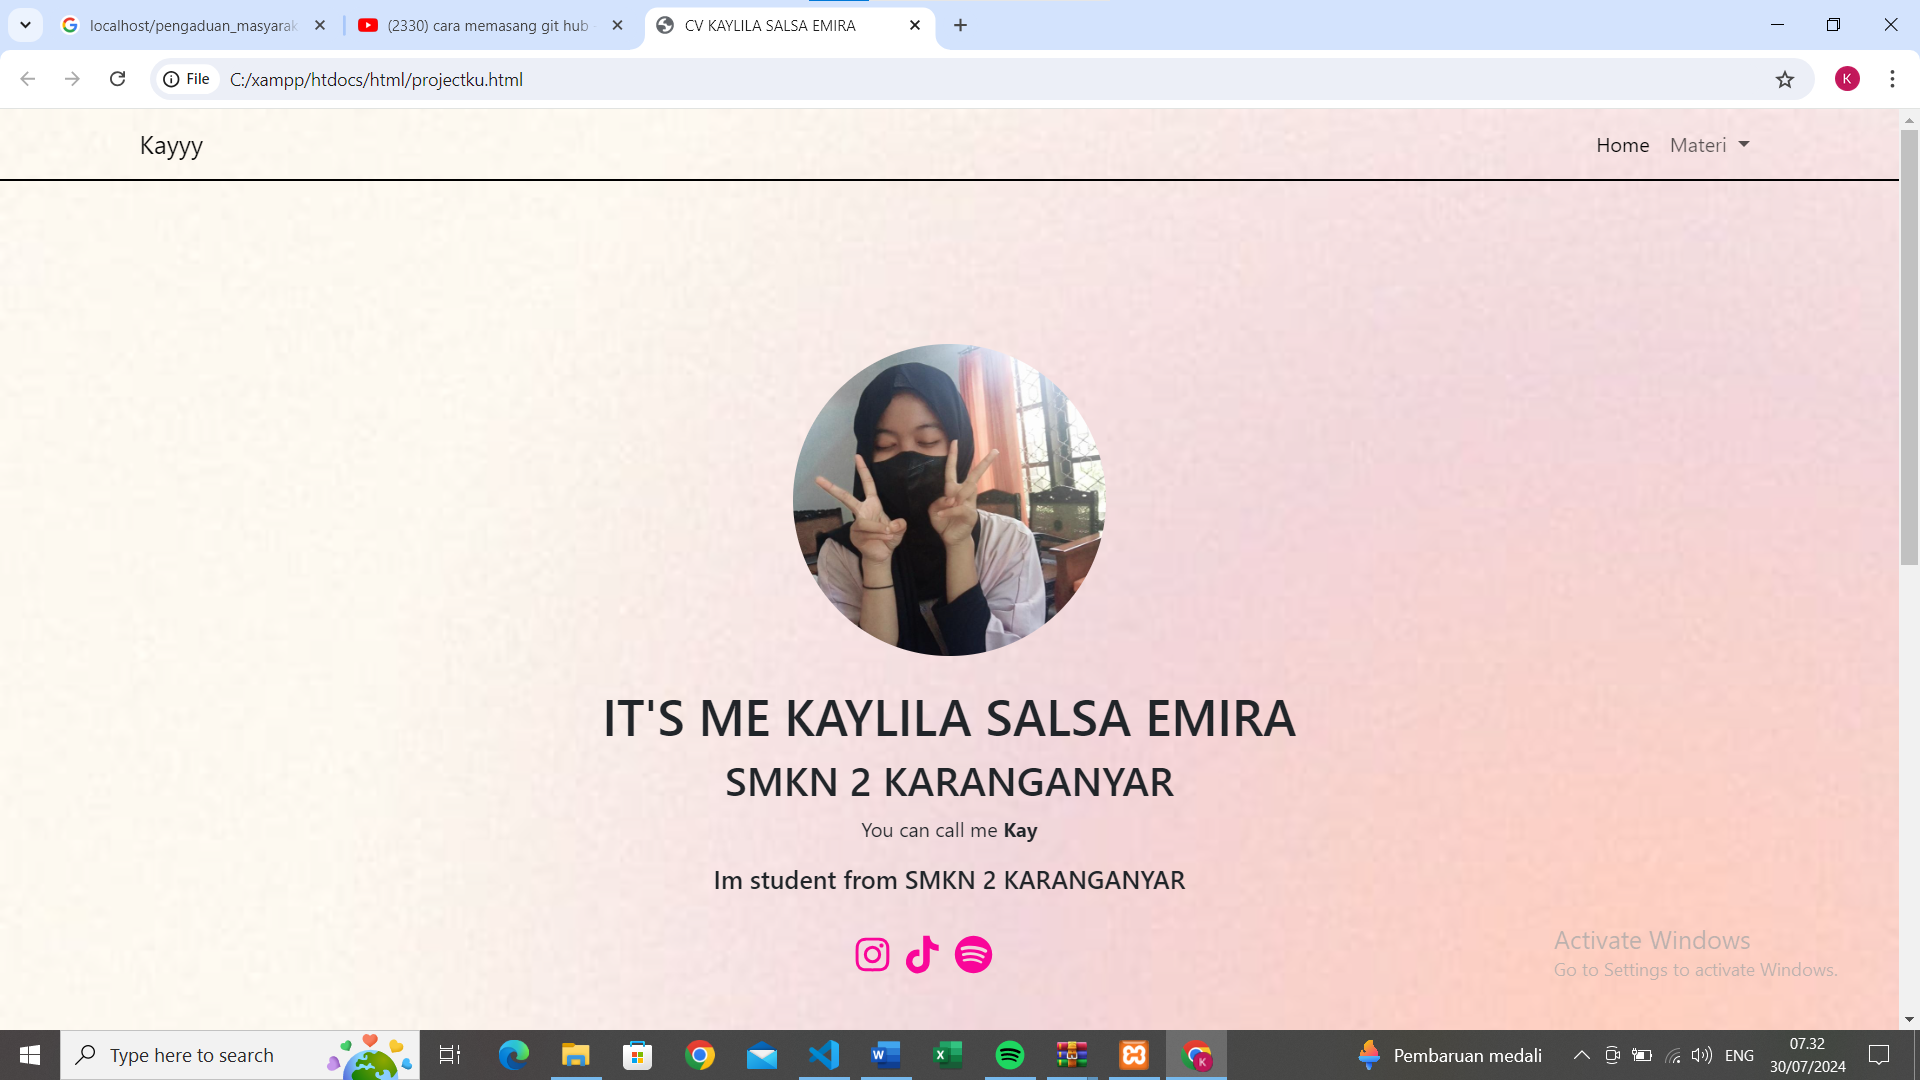 localhost/pengaduan_masyarak
(2330) cara memasang git hub
CV KAYLILA SALSA EMIRA
File
C:/xampp/htdocs/html/projectku.html
K
Kayyy
Home
Materi
IT'S ME KAYLILA SALSA EMIRA
SMKN 2 KARANGANYAR
You can call me Kay
Im student from SMKN 2 KARANGANYAR
Activate Windows
Go to Settings to activate Windows.
Type here to search
Pembaruan medali
ENG
07.32
30/07/2024